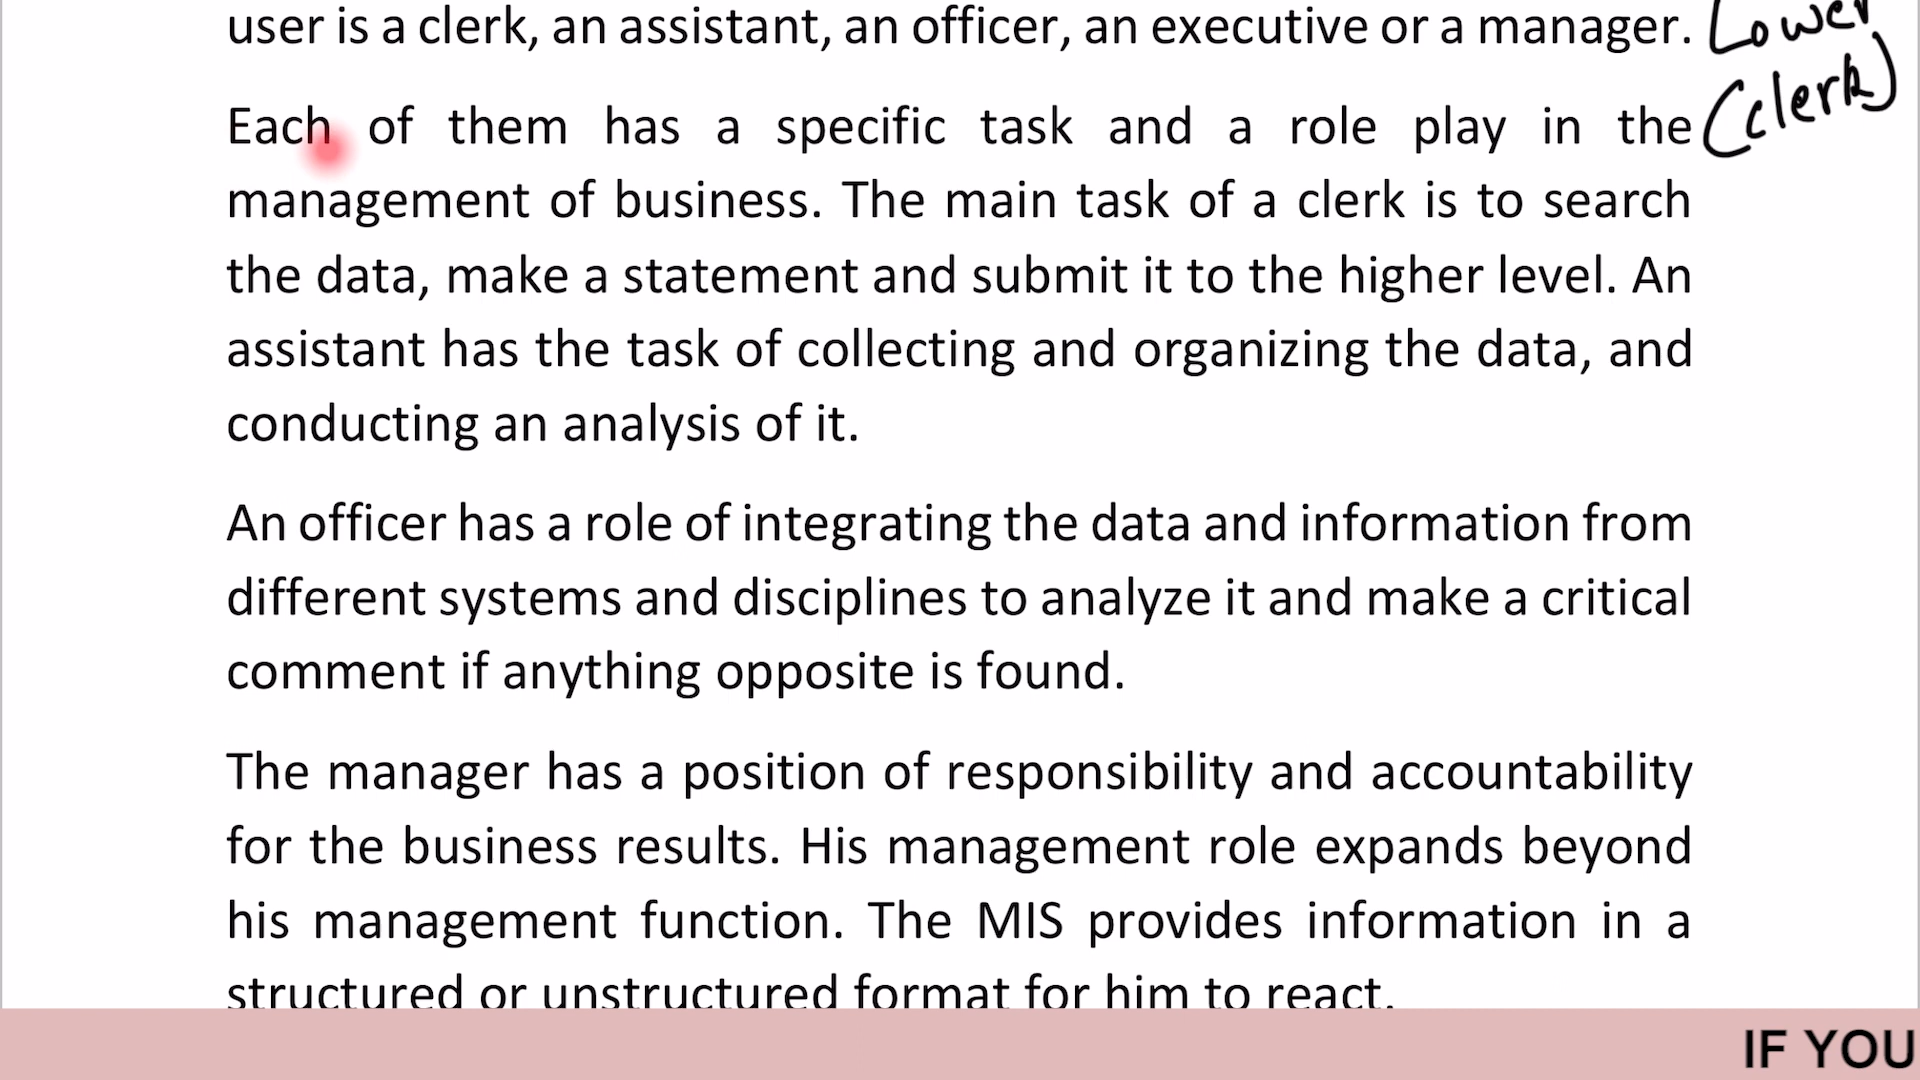 user is a clerk, an assistant, an officer, an executive or a manager.
Lower
(clerk)
Each of them has a specific task and a role play in the
management of business. The main task of a clerk is to search
the data, make a statement and submit it to the higher level. An
assistant has the task of collecting and organizing the data, and
conducting an analysis of it.
An officer has a role of integrating the data and information from
different systems and disciplines to analyze it and make a critical
comment if anything opposite is found.
The manager has a position of responsibility and accountability
for the business results. His management role expands beyond
his management function. The MIS provides information in a
structured or unstructured format for him to react.
IF YOU